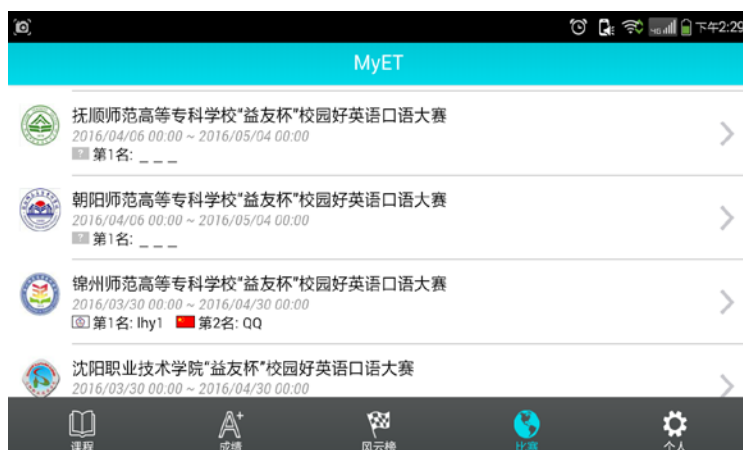 下午2:29
MyET
抚顺师范高等专科学校“益友杯”校园好英语口语大赛
2016/04/06 00:00 ~ 2016/05/04 00:00
第1名: _ _ _
朝阳师范高等专科学校“益友杯”校园好英语口语大赛
2016/04/06 00:00 ~ 2016/05/04 00:00
第1名: _ _ _
锦州师范高等专科学校“益友杯”校园好英语口语大赛
2016/03/30 00:00 ~ 2016/04/30 00:00
第1名: lhy1 第2名: QQ
沈阳职业技术学院“益友杯”校园好英语口语大赛
2016/03/30 00:00 ~ 2016/04/30 00:00
课程 成绩 风云榜 比赛 个人